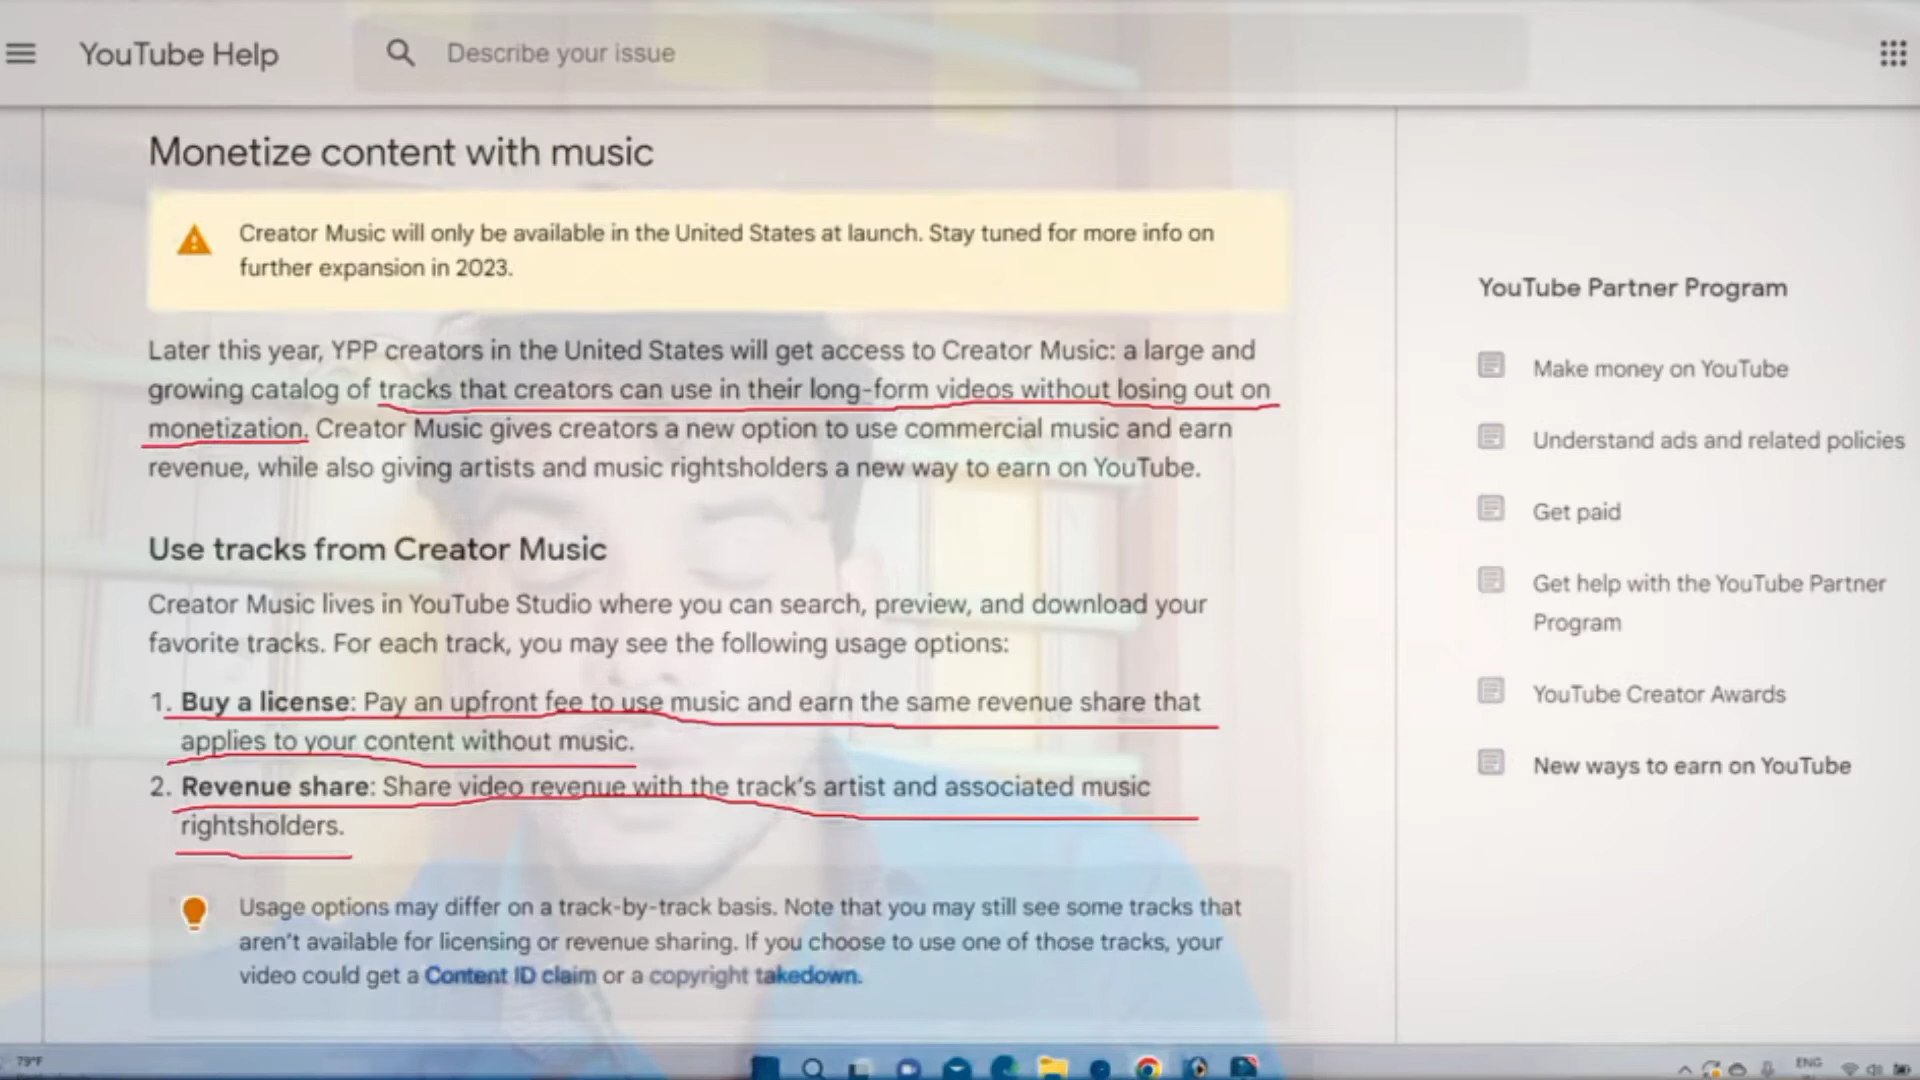 YouTube Help
Describe your issue
Monetize content with music
Creator Music will only be available in the United States at launch. Stay tuned for more info on
further expansion in 2023.
Later this year, YPP creators in the United States will get access to Creator Music: a large and
growing catalog of tracks that creators can use in their long-form videos without losing out on
monetization. Creator Music gives creators a new option to use commercial music and earn
revenue, while also giving artists and music rightsholders a new way to earn on YouTube.
Use tracks from Creator Music
Creator Music lives in YouTube Studio where you can search, preview, and download your
favorite tracks. For each track, you may see the following usage options:
1. Buy a license: Pay an upfront fee to use music and earn the same revenue share that
applies to your content without music.
2. Revenue share: Share video revenue with the track's artist and associated music
rightsholders.
Usage options may differ on a track-by-track basis. Note that you may still see some tracks that
aren't available for licensing or revenue sharing. If you choose to use one of those tracks, your
video could get a Content ID claim or a copyright takedown.
YouTube Partner Program
Make money on YouTube
Understand ads and related policies
Get paid
Get help with the YouTube Partner
Program
YouTube Creator Awards
New ways to earn on YouTube
79°F
ENG